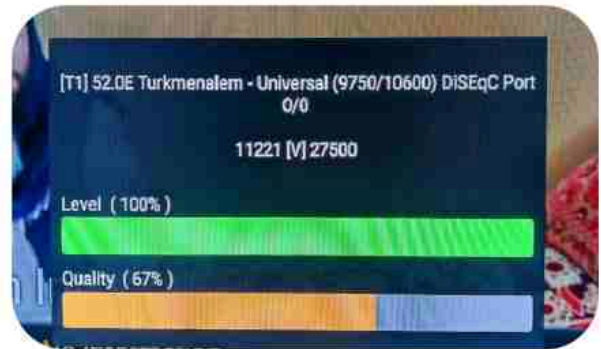 [T1] 52.0E Turkmenalem - Universal (9750/10600) DiSEqC Port
0/0
11221 [V] 27500
Level ( 100% )
Quality ( 67% )